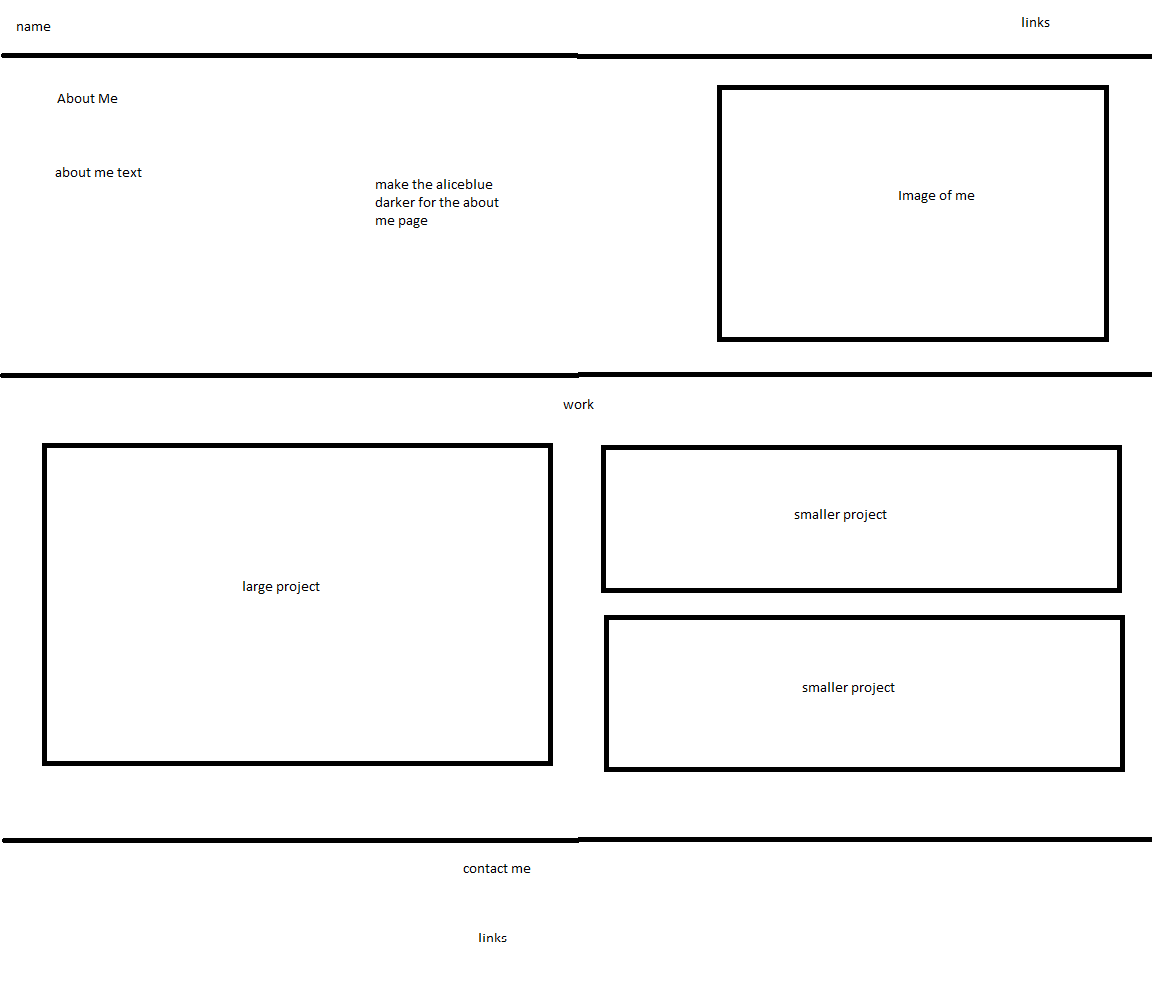 name
links
About Me
about me text
make the aliceblue
darker for the about
me page
Image of me
work
large project
smaller project
smaller project
contact me
links